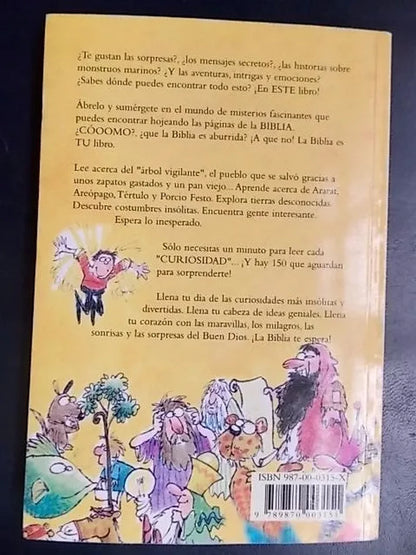 ¿Te gustan las sorpresas?, ¿los mensajes secretos?, ¿las historias sobre
monstruos marinos? ¿Y las aventuras, intrigas y emociones?
¿Sabes dónde puedes encontrar todo esto? ¡En ESTE libro!
Ábrelo y sumérgete en el mundo de misterios fascinantes que
puedes encontrar hojeando las páginas de la BIBLIA.
¿CÓOOMO?, ¿que la Biblia es aburrida? ¡A que no! La Biblia es
TU libro.
Lee acerca del "árbol vigilante", el pueblo que se salvó gracias a
unos zapatos gastados y un pan viejo... Aprende acerca de Ararat,
Areópago, Tértulo y Porcio Festo. Explora tierras desconocidas.
Descubre costumbres insólitas. Encuentra gente interesante.
Espera lo inesperado.
Sólo necesitas un minuto para leer cada
"CURIOSIDAD"... ¡Y hay 150 que aguardan
para sorprenderte!
Llena tu día de las curiosidades más insólitas y
divertidas. Llena tu cabeza de ideas geniales. Llena
tu corazón con las maravillas, los milagros, las
sonrisas y las sorpresas del Buen Dios. ¡La Biblia te espera!
ISBN 987-00-0315-X
9 789870 003151